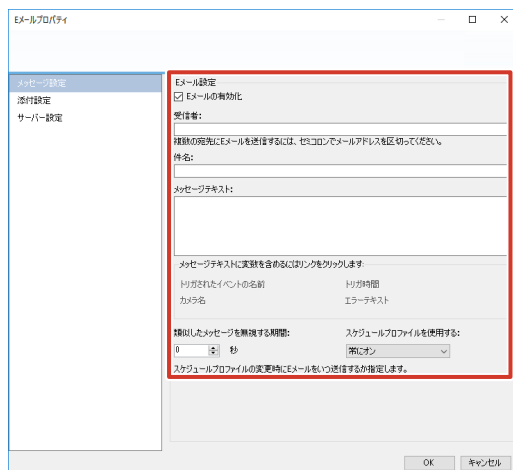 Eメールプロパティ
メッセージ設定
添付設定
サーバー設定
Eメール設定
Eメールの有効化
受信者:
複数の宛先にEメールを送信するには、セミコロンでメールアドレスを区切ってください。
件名:
メッセージテキスト:
メッセージテキストに変数を含めるにはリンクをクリックします:
トリガされたイベントの名前
トリガ時間
カメラ名
エラーテキスト
類似したメッセージを無視する期間:
スケジュールプロファイルを使用する:
0 秒
常にオン
スケジュールプロファイルの変更時にEメールをいつ送信するか指定します。
OK キャンセル